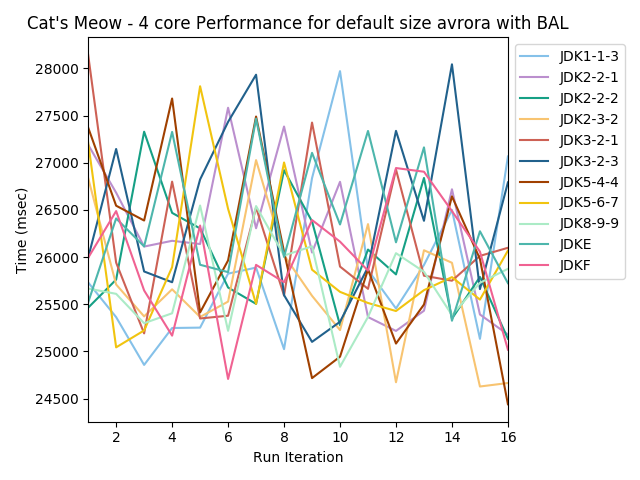 Cat's Meow - 4 core Performance for default size avrora with BAL
28000
27500
27000
26500
26000
25500
25000
24500
Time (msec)
2 4 6 8 10 12 14 16
Run Iteration
JDK1-1-3
JDK2-2-1
JDK2-2-2
JDK2-3-2
JDK3-2-1
JDK3-2-3
JDK5-4-4
JDK5-6-7
JDK8-9-9
JDKE
JDKF